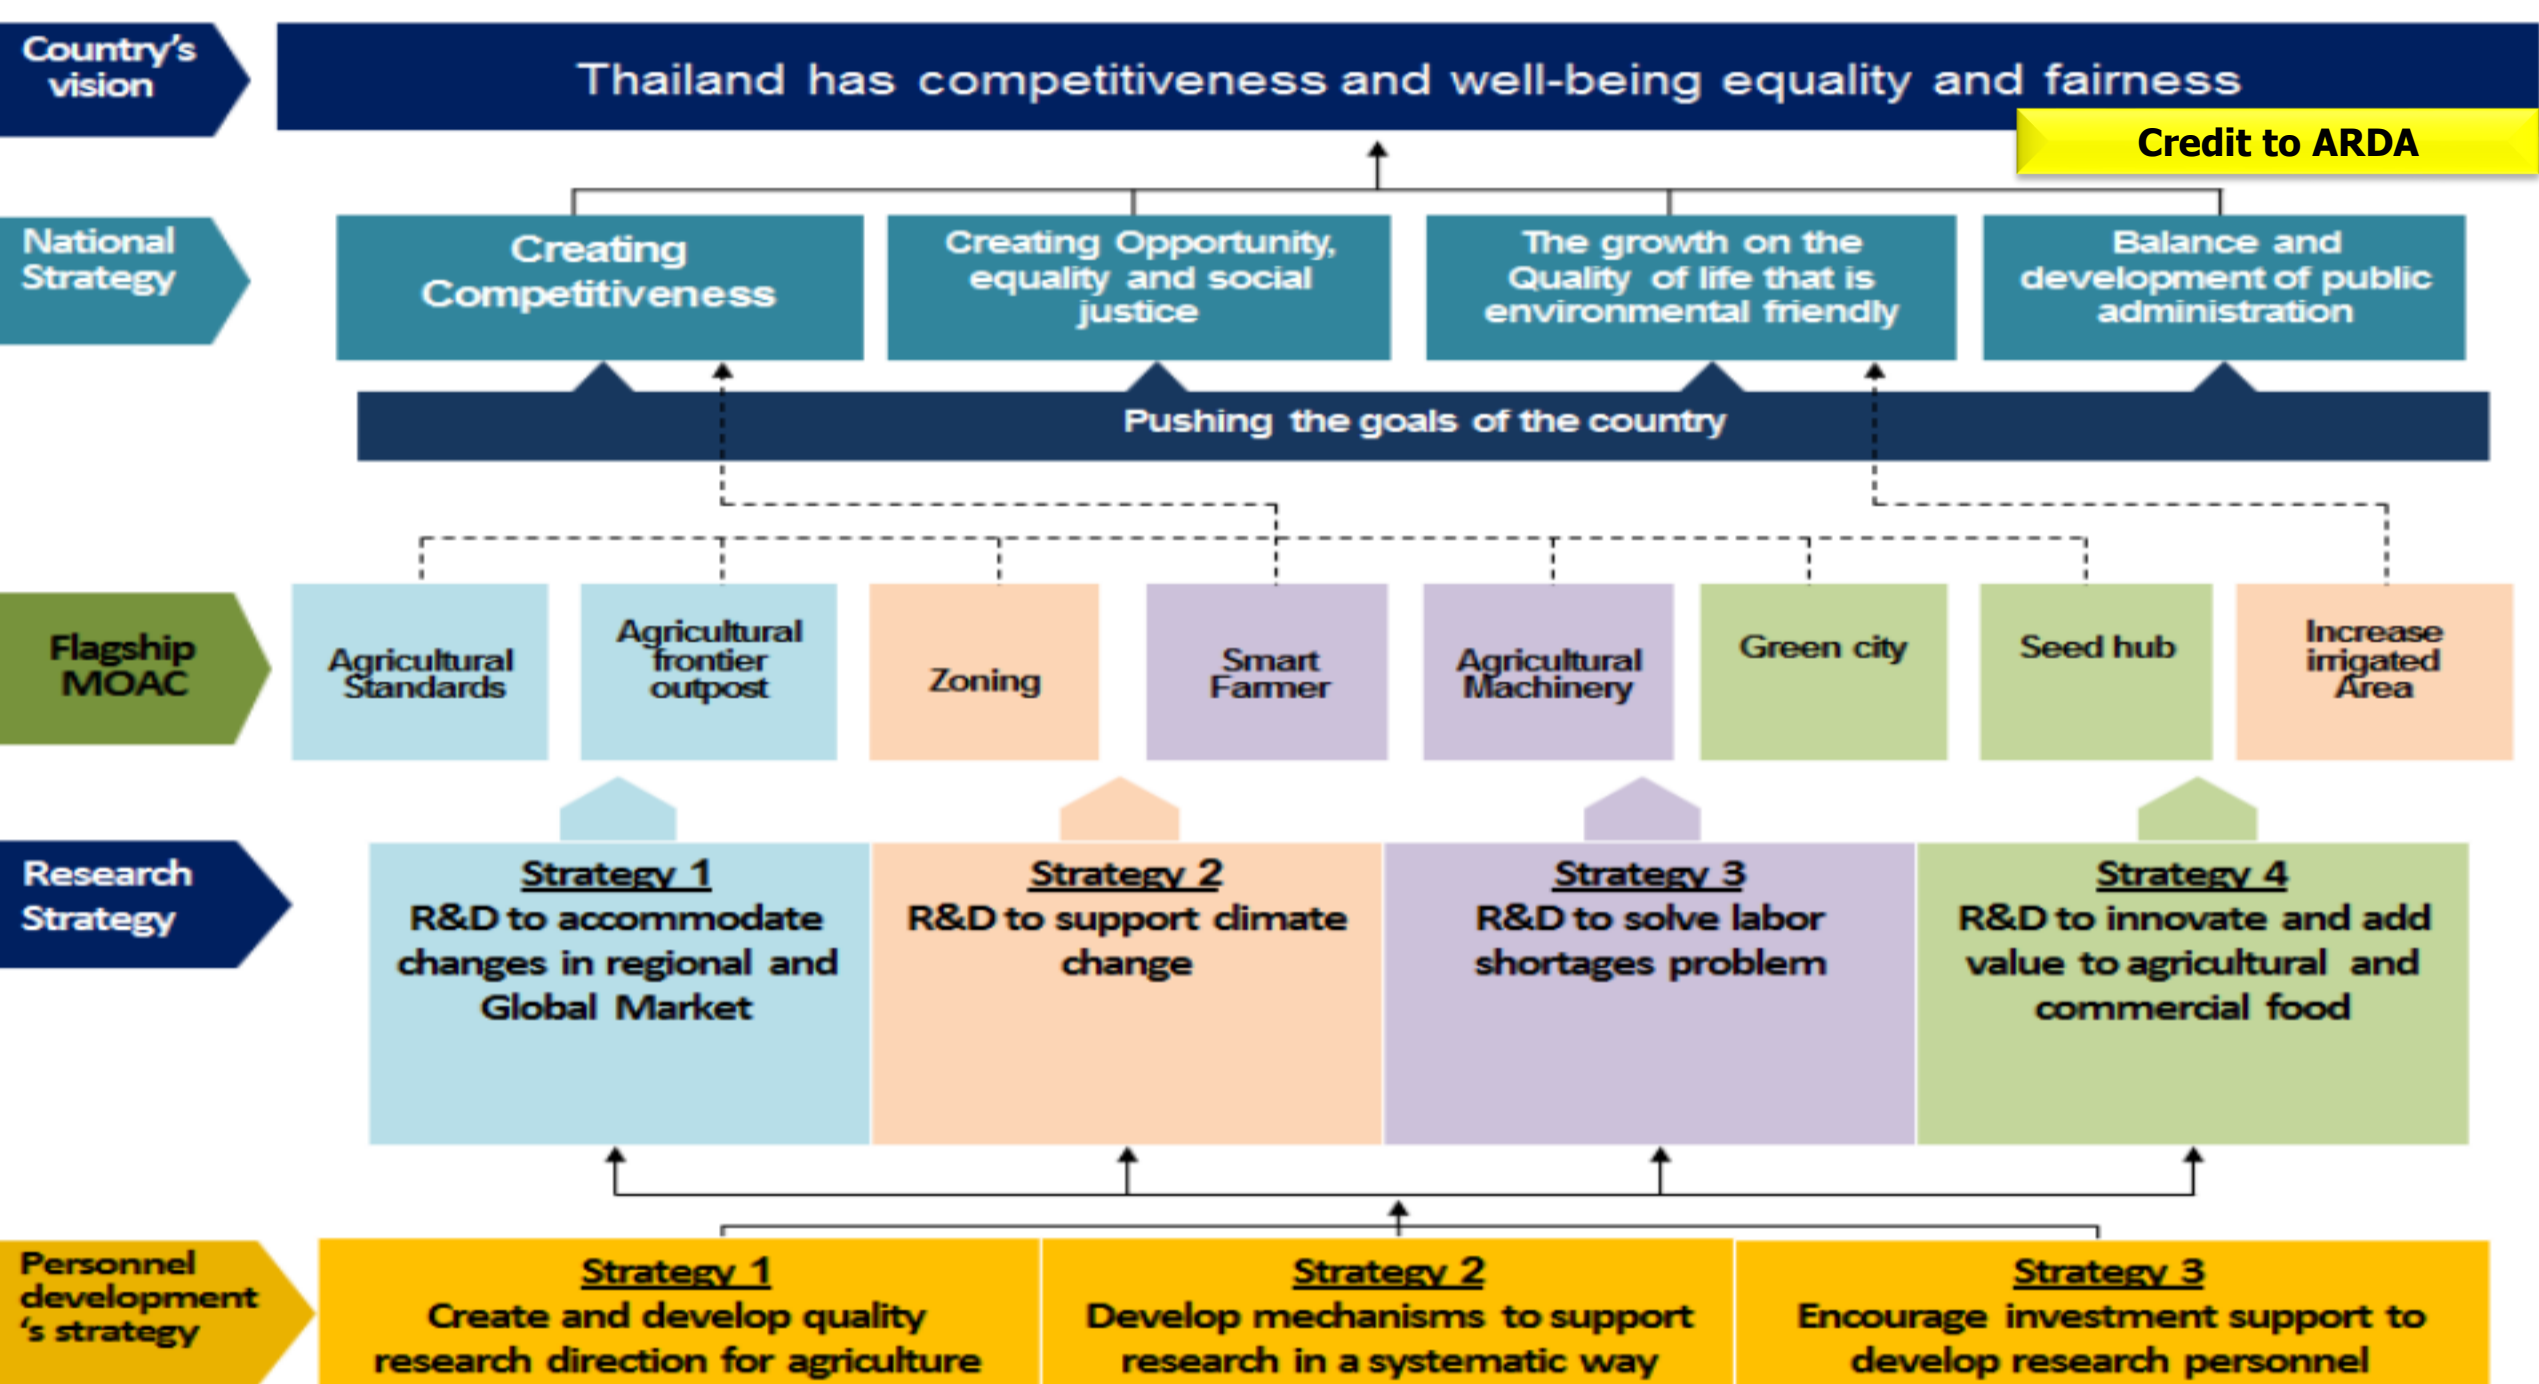 Country's
vision
Thailand has competitiveness and well-being equality and fairness
Credit to ARDA
National
Strategy
Creating
Competitiveness
Creating Opportunity,
equality and social
justice
The growth on the
Quality of life that is
environmental friendly
Balance and
development of public
administration
Pushing the goals of the country
Flagship
MOAC
Agricultural
Standards
Agricultural
frontier
outpost
Zoning
Smart
Farmer
Agricultural
Machinery
Green city
Seed hub
Increase
irrigated
Area
Research
Strategy
Strategy 1
R&D to accommodate
changes in regional and
Global Market
Strategy 2
R&D to support climate
change
Strategy 3
R&D to solve labor
shortages problem
Strategy 4
R&D to innovate and add
value to agricultural and
commercial food
Personnel
development
's strategy
Strategy 1
Create and develop quality
research direction for agriculture
Strategy 2
Develop mechanisms to support
research in a systematic way
Strategy 3
Encourage investment support to
develop research personnel